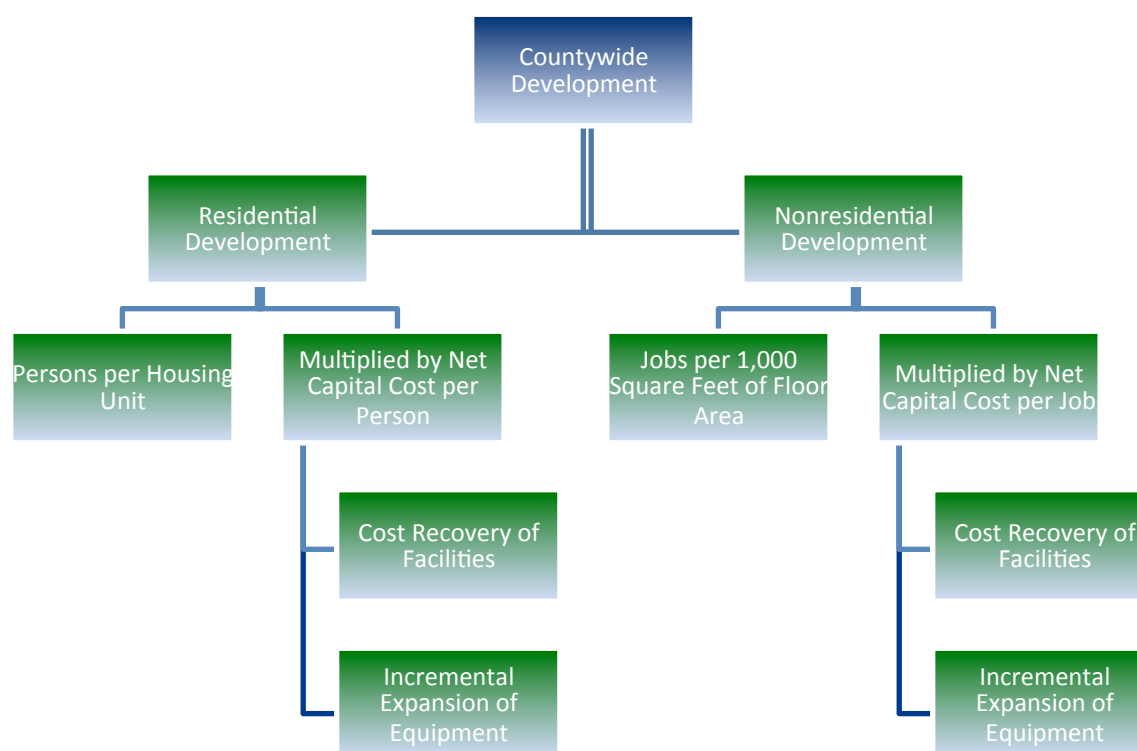 Countywide
Development
Residential
Development
Nonresidential
Development
Persons per Housing
Unit
Multiplied by Net
Capital Cost per
Person
Jobs per 1,000
Square Feet of Floor
Area
Multiplied by Net
Capital Cost per Job
Cost Recovery of
Facilities
Cost Recovery of
Facilities
Incremental
Expansion of
Equipment
Incremental
Expansion of
Equipment